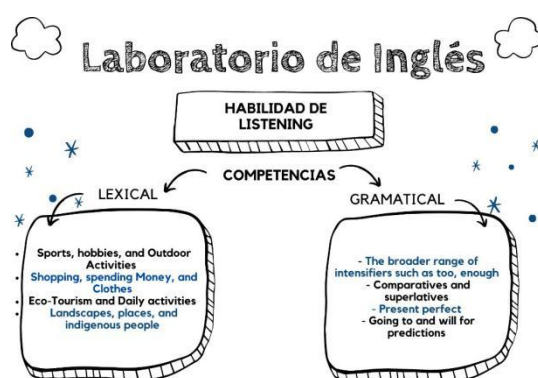 Laboratorio de Inglés
HABILIDAD DE
LISTENING
COMPETENCIAS
LEXICAL
• Sports, hobbies, and Outdoor
Activities
• Shopping, spending Money, and
Clothes
• Eco-Tourism and Daily activities
• Landscapes, places, and
indigenous people
GRAMATICAL
- The broader range of
intensifiers such as too, enough
- Comparatives and
superlatives
- Present perfect
- Going to and will for
predictions